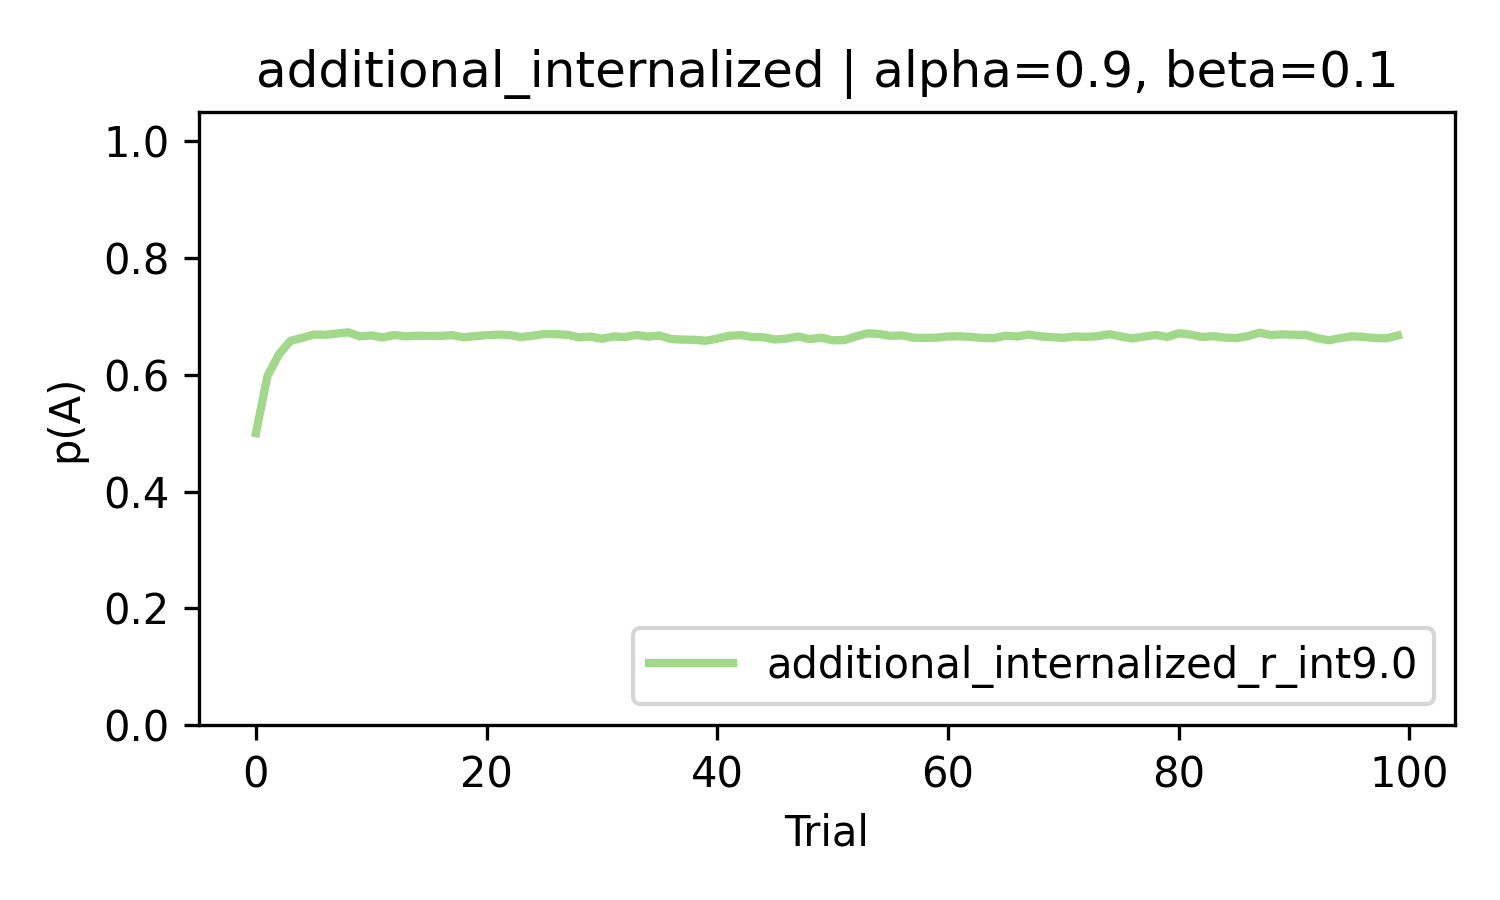 additional_internalized | alpha=0.9, beta=0.1
1.0
0.8
0.6
0.4
0.2
0.0
p(A)
additional_internalized_r_int9.0
0 20 40 60 80 100
Trial